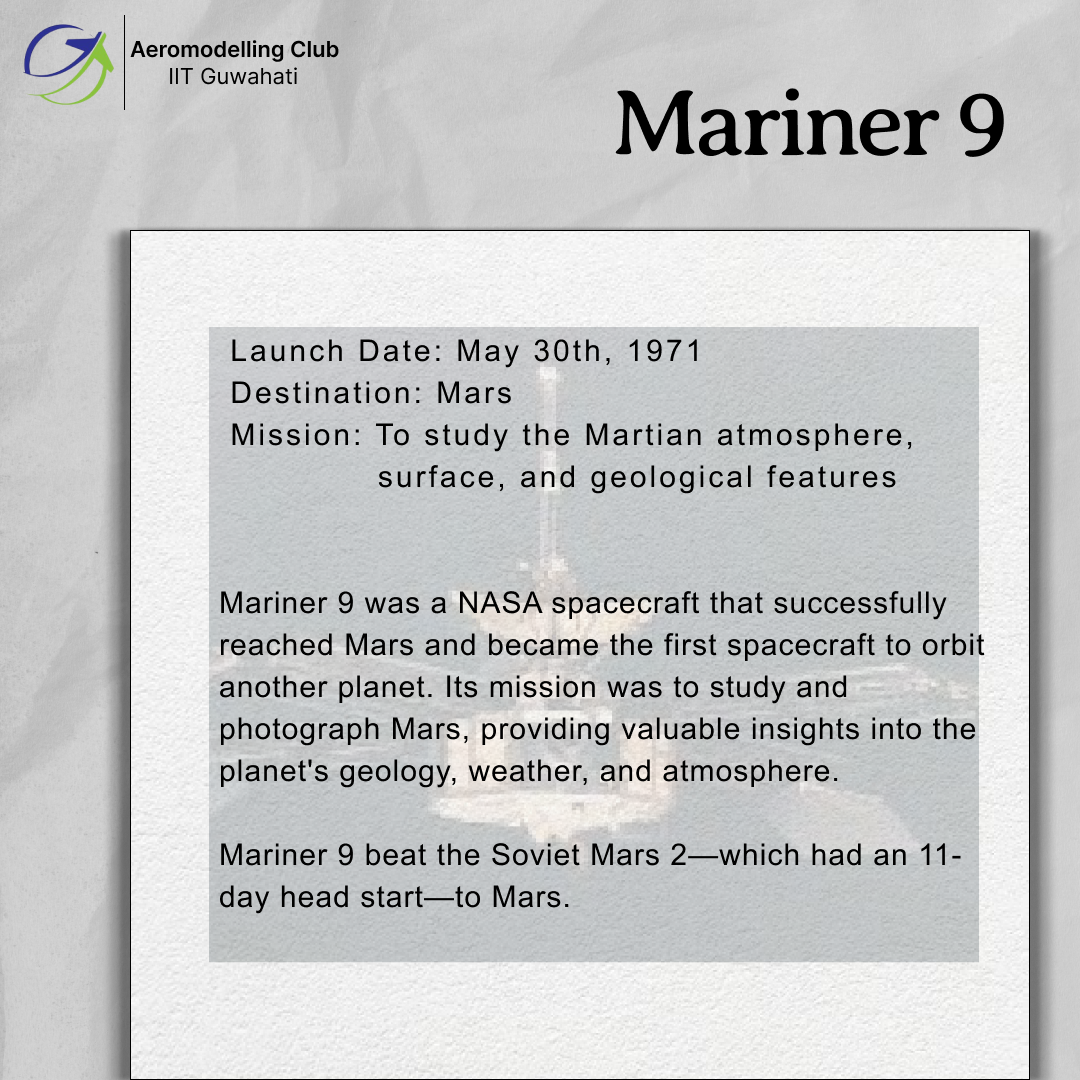 Aeromodelling Club
IIT Guwahati
Mariner 9
Launch Date: May 30th, 1971
Destination: Mars
Mission: To study the Martian atmosphere,
surface, and geological features
Mariner 9 was a NASA spacecraft that successfully
reached Mars and became the first spacecraft to orbit
another planet. Its mission was to study and
photograph Mars, providing valuable insights into the
planet's geology, weather, and atmosphere.
Mariner 9 beat the Soviet Mars 2—which had an 11-
day head start—to Mars.